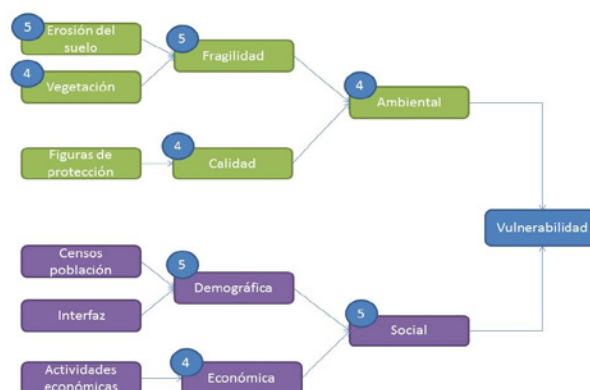 5
Erosión del
suelo
5
Fragilidad
4
Vegetación
4
Ambiental
Figuras de
protección
4
Calidad
Vulnerabilidad
Censos
población
5
Demográfica
Interfaz
5
Social
Actividades
económicas
4
Económica